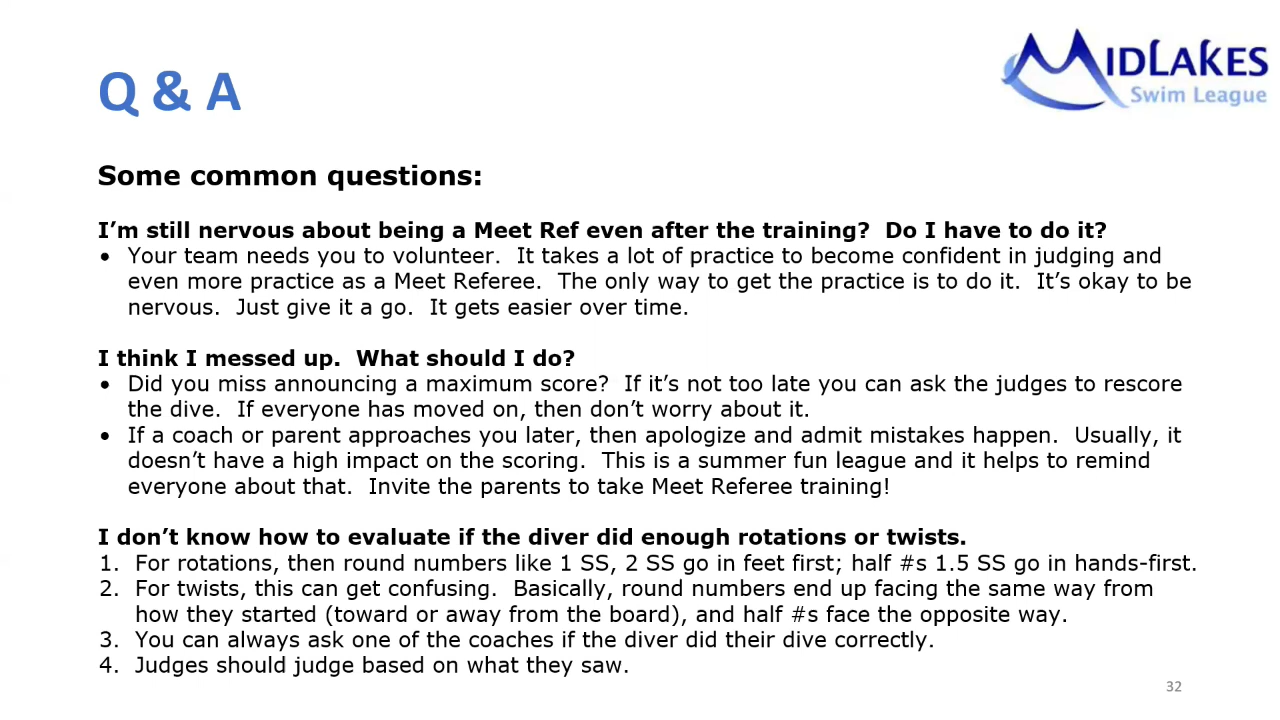 MIDLAKES
Swim League
Q & A
Some common questions:
I’m still nervous about being a Meet Ref even after the training?  Do I have to do it?
• Your team needs you to volunteer.  It takes a lot of practice to become confident in judging and
even more practice as a Meet Referee.  The only way to get the practice is to do it.  It’s okay to be
nervous.  Just give it a go.  It gets easier over time.
I think I messed up.  What should I do?
• Did you miss announcing a maximum score?  If it’s not too late you can ask the judges to rescore
the dive.  If everyone has moved on, then don’t worry about it.
• If a coach or parent approaches you later, then apologize and admit mistakes happen.  Usually, it
doesn’t have a high impact on the scoring.  This is a summer fun league and it helps to remind
everyone about that.  Invite the parents to take Meet Referee training!
I don’t know how to evaluate if the diver did enough rotations or twists.
1. For rotations, then round numbers like 1 SS, 2 SS go in feet first; half #s 1.5 SS go in hands-first.
2. For twists, this can get confusing.  Basically, round numbers end up facing the same way from
how they started (toward or away from the board), and half #s face the opposite way.
3. You can always ask one of the coaches if the diver did their dive correctly.
4. Judges should judge based on what they saw.
32